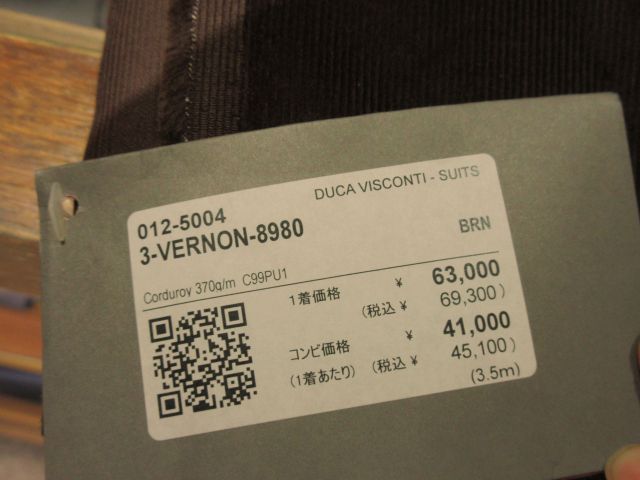 DUCA VISCONTI - SUITS
012-5004
3-VERNON-8980 BRN
Corduroy 370g/m C99PU1
1着価格 ¥ 63,000
(税込 ¥ 69,300)
コンビ価格 ¥ 41,000
(1着あたり) (税込 ¥ 45,100)
(3.5m)